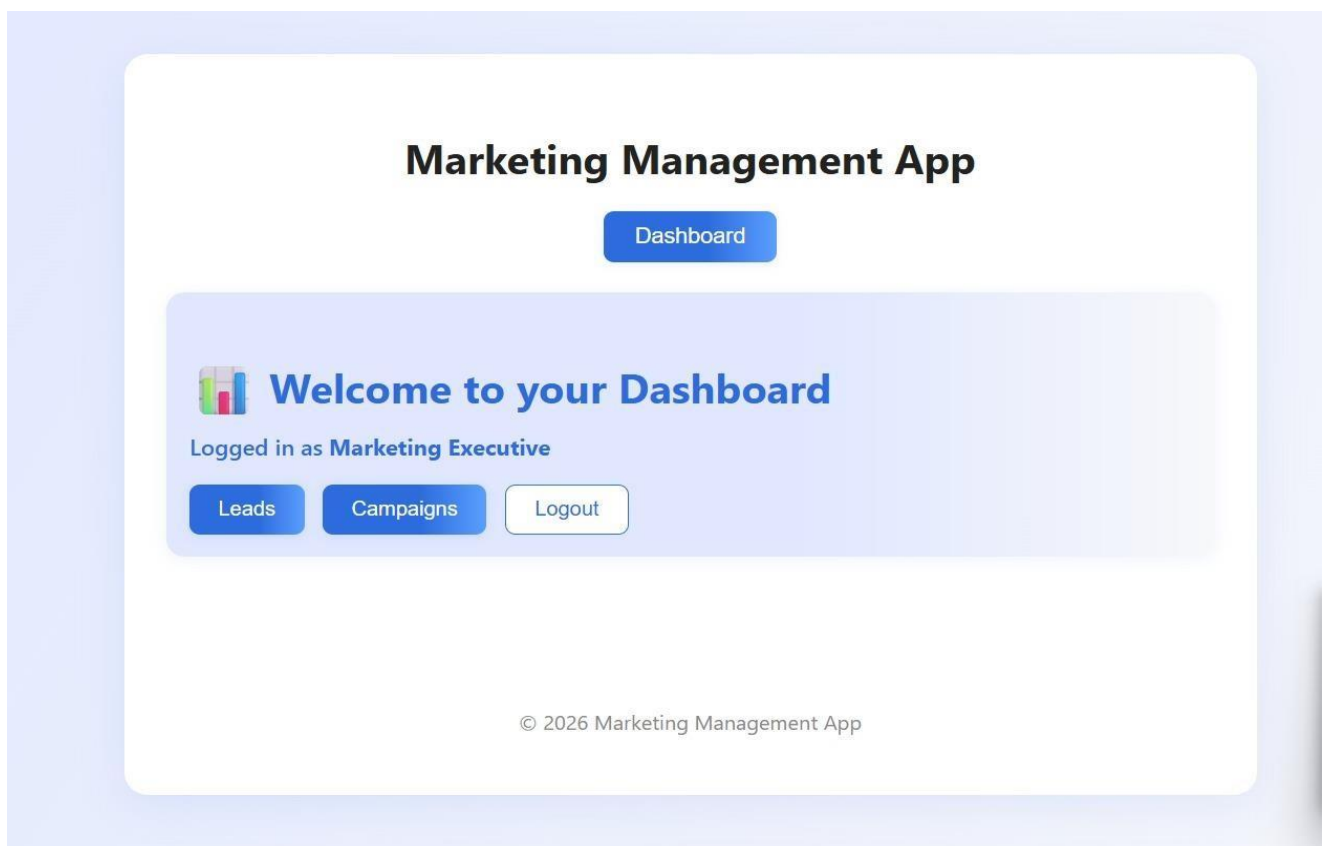 Marketing Management App
Dashboard
Welcome to your Dashboard
Logged in as Marketing Executive
Leads Campaigns Logout
© 2026 Marketing Management App